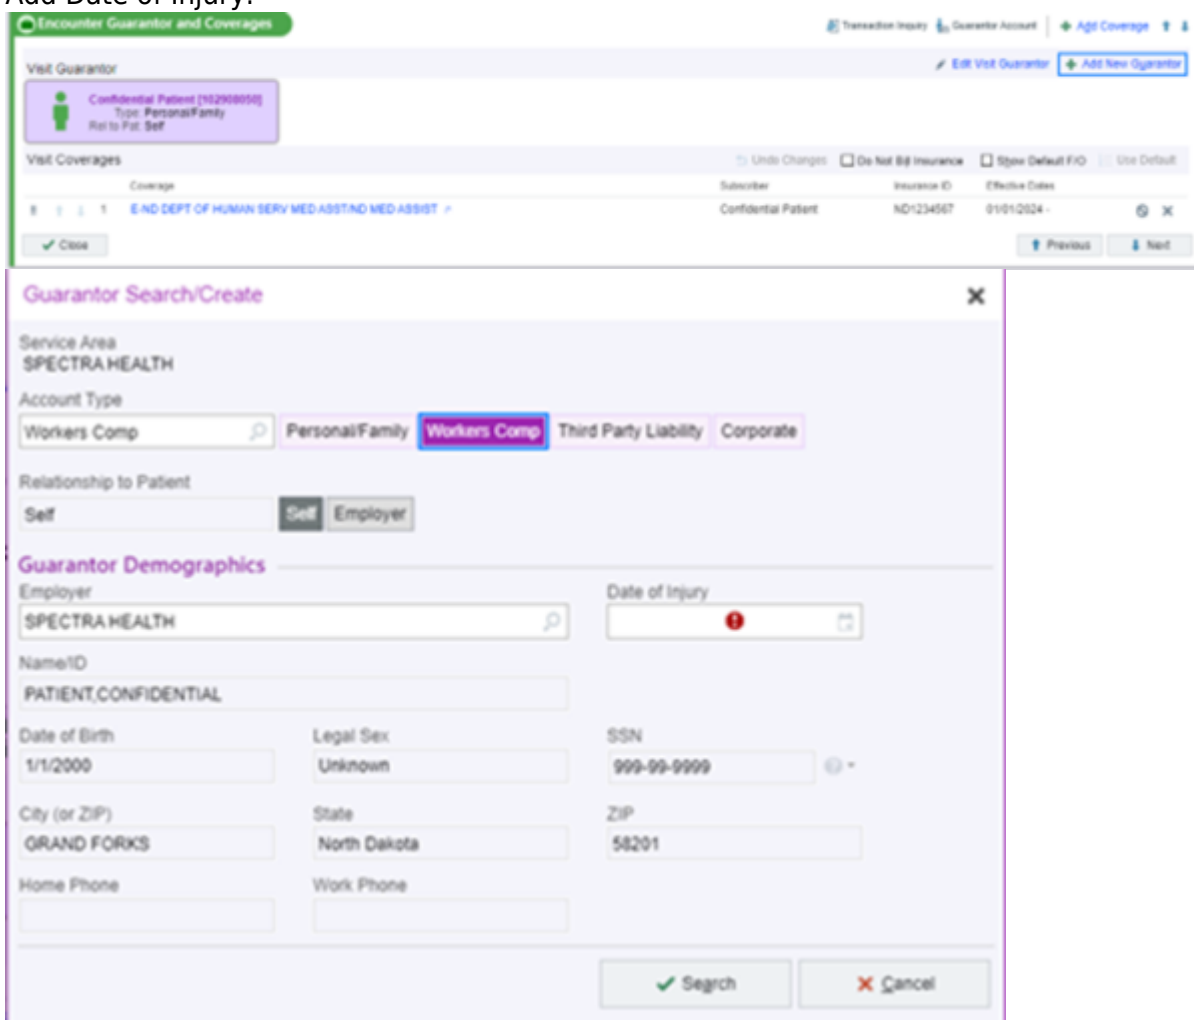 Add Date of Injury.
Encounter Guarantor and Coverages
Transaction Inquiry Guarantor Account Add Coverage
Visit Guarantor
Edit Visit Guarantor Add New Guarantor
Confidential Patient [102908050]
Type: Personal/Family
Rel to Pat: Self
Visit Coverages
Undo Changes Do Not Bill Insurance Show Default F/O Use Default
Coverage Subscriber Insurance ID Effective Dates
1 E-ND DEPT OF HUMAN SERV MED ASST/ND MED ASSIST Confidential Patient ND1234567 01/01/2024 -
Close Previous Next
Guarantor Search/Create
Service Area
SPECTRA HEALTH
Account Type
Workers Comp Personal/Family Workers Comp Third Party Liability Corporate
Relationship to Patient
Self Self Employer
Guarantor Demographics
Employer Date of Injury
SPECTRA HEALTH
Name/ID
PATIENT,CONFIDENTIAL
Date of Birth Legal Sex SSN
1/1/2000 Unknown 999-99-9999
City (or ZIP) State ZIP
GRAND FORKS North Dakota 58201
Home Phone Work Phone
Search Cancel